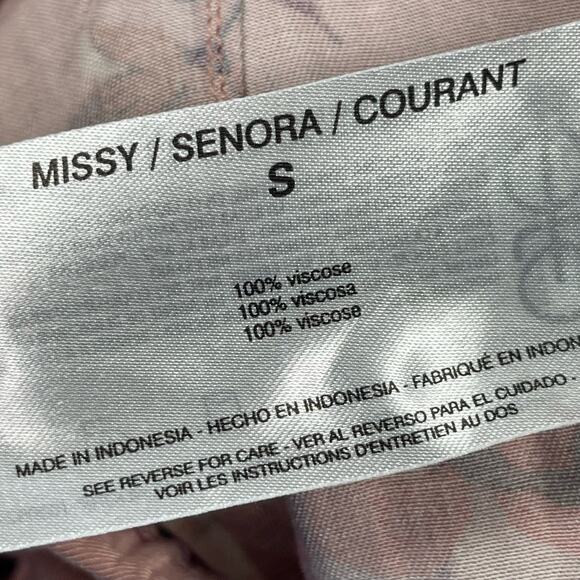 MISSY / SENORA / COURANT
S
100% viscose
100% viscosa
100% viscose
MADE IN INDONESIA - HECHO EN INDONESIA - FABRIQUÉ EN INDON
SEE REVERSE FOR CARE - VER AL REVERSO PARA EL CUIDADO -
VOIR LES INSTRUCTIONS D'ENTRETIEN AU DOS